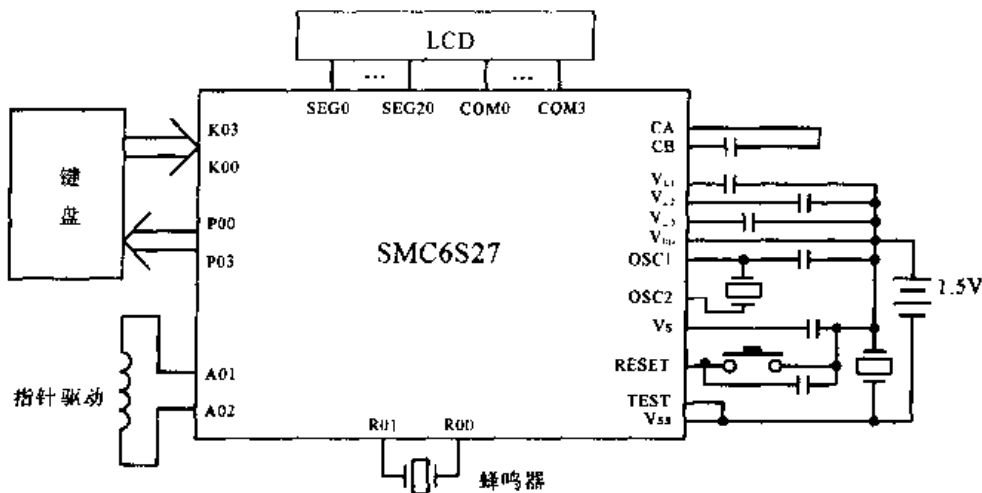 LCD
... ...
SEG0 SEG20 COM0 COM3
键盘
K03
K00
P00
P03
SMC6S27
CA
CB
OSC1
OSC2
VS
RESET
TEST
VSS
1.5V
指针驱动
A01
A02
R01 R00
蜂鸣器